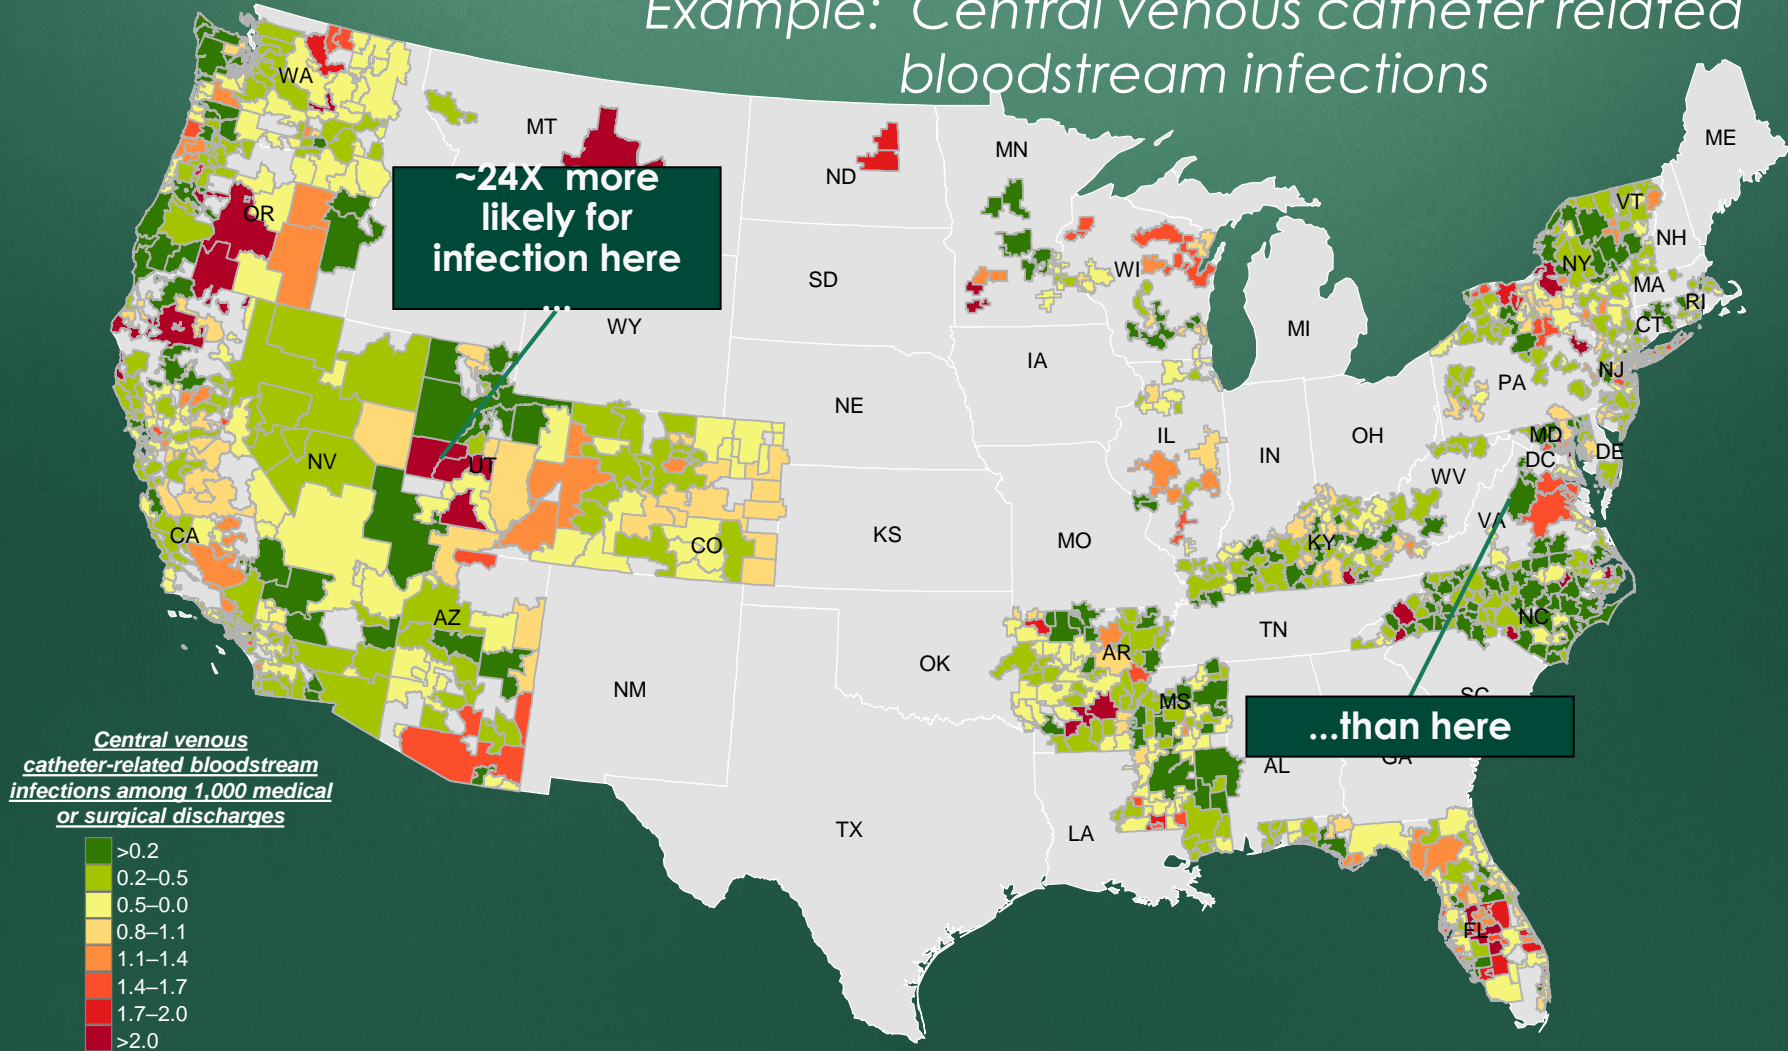 Example: Central venous catheter related
bloodstream infections
~24X more
likely for
infection here
...
...than here
WA
MT
ND
MN
ME
OR
SD
WI
VT
NH
NY
MA
RI
CT
WY
MI
IA
PA
NJ
NE
NV
UT
IL
IN
OH
MD
DE
DC
WV
VA
CA
CO
KS
MO
KY
AZ
NM
OK
AR
TN
NC
MS
SC
AL
GA
TX
LA
FL
Central venous
catheter-related bloodstream
infections among 1,000 medical
or surgical discharges
>0.2
0.2–0.5
0.5–0.0
0.8–1.1
1.1–1.4
1.4–1.7
1.7–2.0
>2.0